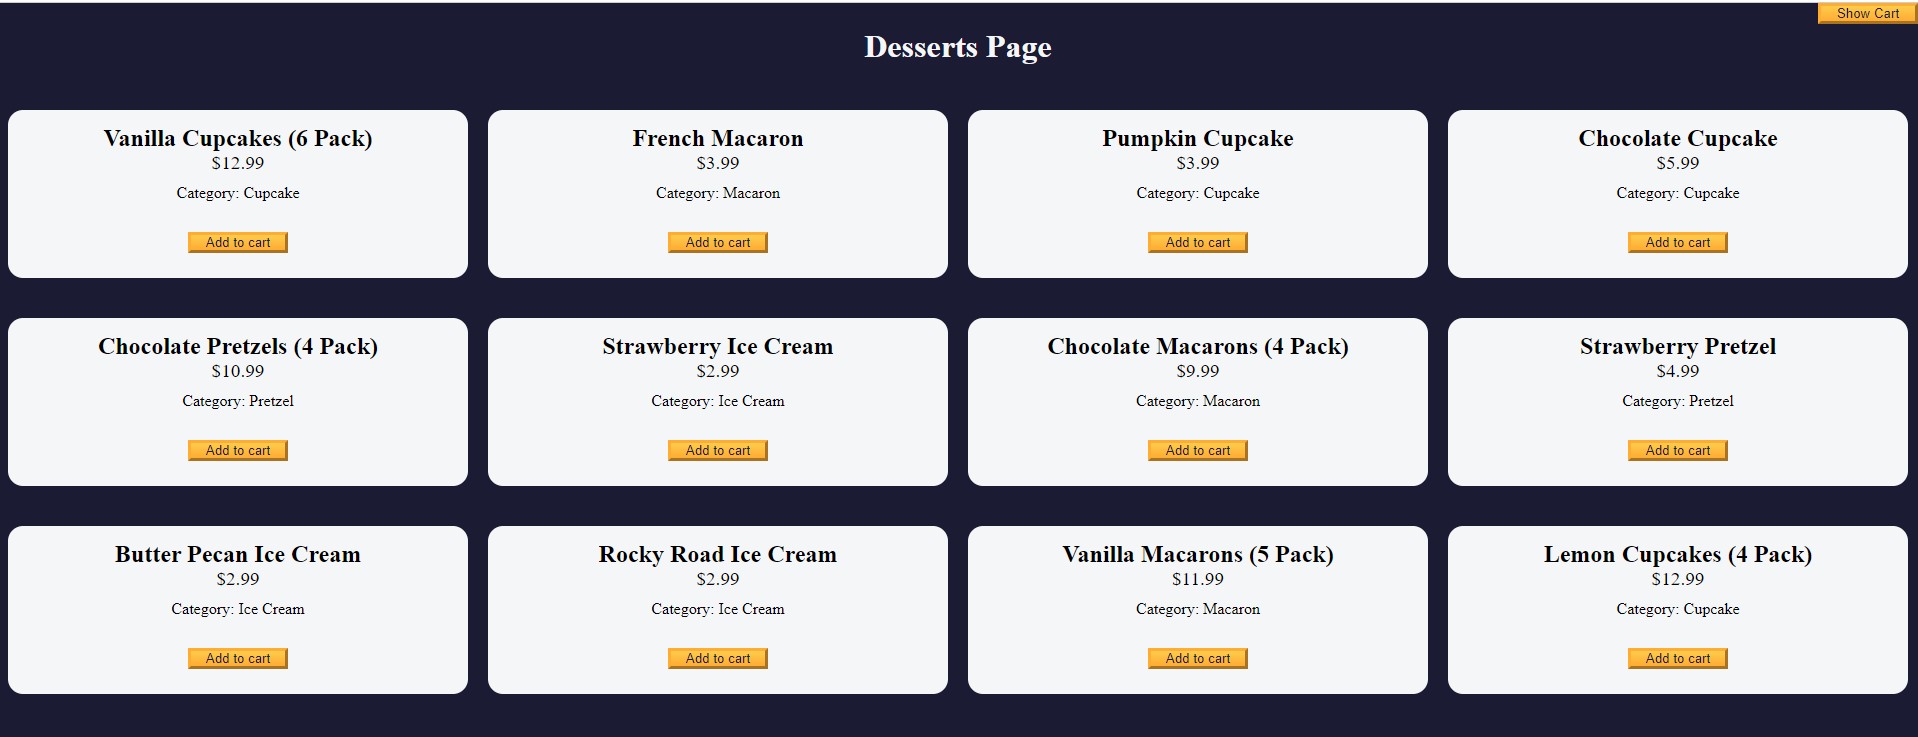 Show Cart
Desserts Page
Vanilla Cupcakes (6 Pack)
$12.99
Category: Cupcake
Add to cart
French Macaron
$3.99
Category: Macaron
Add to cart
Pumpkin Cupcake
$3.99
Category: Cupcake
Add to cart
Chocolate Cupcake
$5.99
Category: Cupcake
Add to cart
Chocolate Pretzels (4 Pack)
$10.99
Category: Pretzel
Add to cart
Strawberry Ice Cream
$2.99
Category: Ice Cream
Add to cart
Chocolate Macarons (4 Pack)
$9.99
Category: Macaron
Add to cart
Strawberry Pretzel
$4.99
Category: Pretzel
Add to cart
Butter Pecan Ice Cream
$2.99
Category: Ice Cream
Add to cart
Rocky Road Ice Cream
$2.99
Category: Ice Cream
Add to cart
Vanilla Macarons (5 Pack)
$11.99
Category: Macaron
Add to cart
Lemon Cupcakes (4 Pack)
$12.99
Category: Cupcake
Add to cart